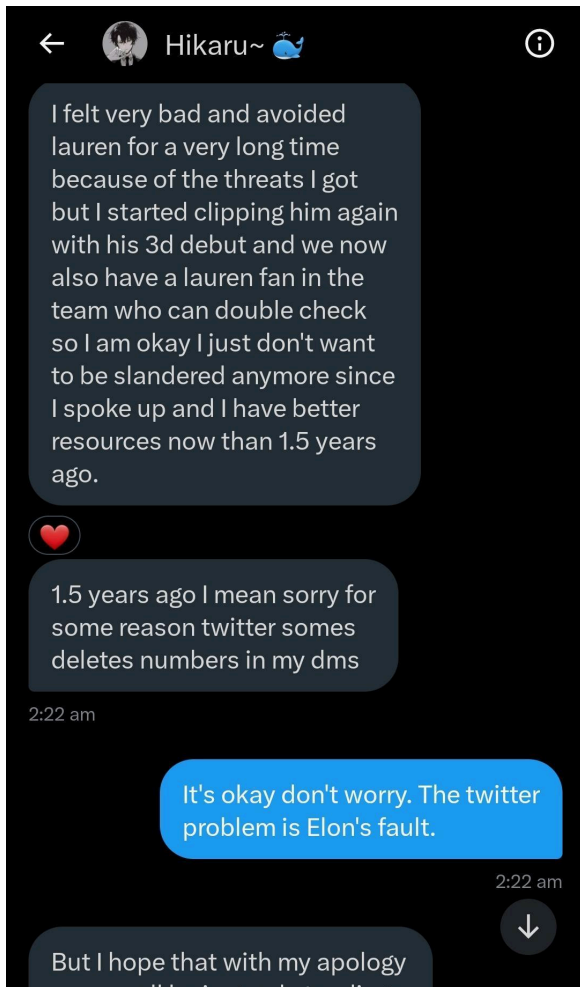 Hikaru~ 🐳
I felt very bad and avoided
lauren for a very long time
because of the threats I got
but I started clipping him again
with his 3d debut and we now
also have a lauren fan in the
team who can double check
so I am okay I just don't want
to be slandered anymore since
I spoke up and I have better
resources now than 1.5 years
ago.
1.5 years ago I mean sorry for
some reason twitter somes
deletes numbers in my dms
2:22 am
It's okay don't worry. The twitter
problem is Elon's fault.
2:22 am
But I hope that with my apology